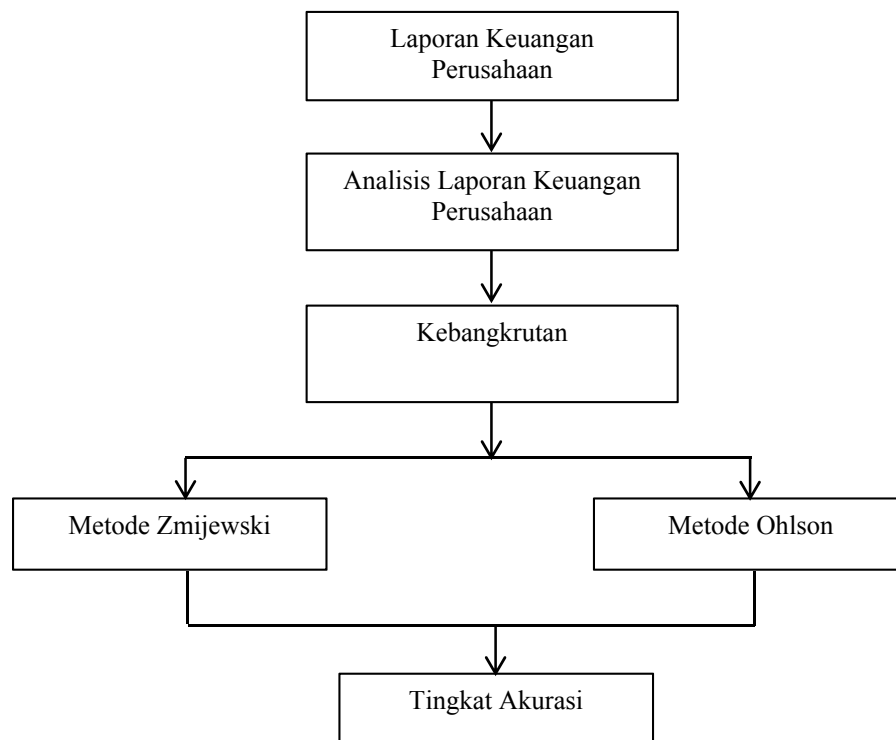 Laporan Keuangan
Perusahaan
Analisis Laporan Keuangan
Perusahaan
Kebangkrutan
Metode Zmijewski
Metode Ohlson
Tingkat Akurasi